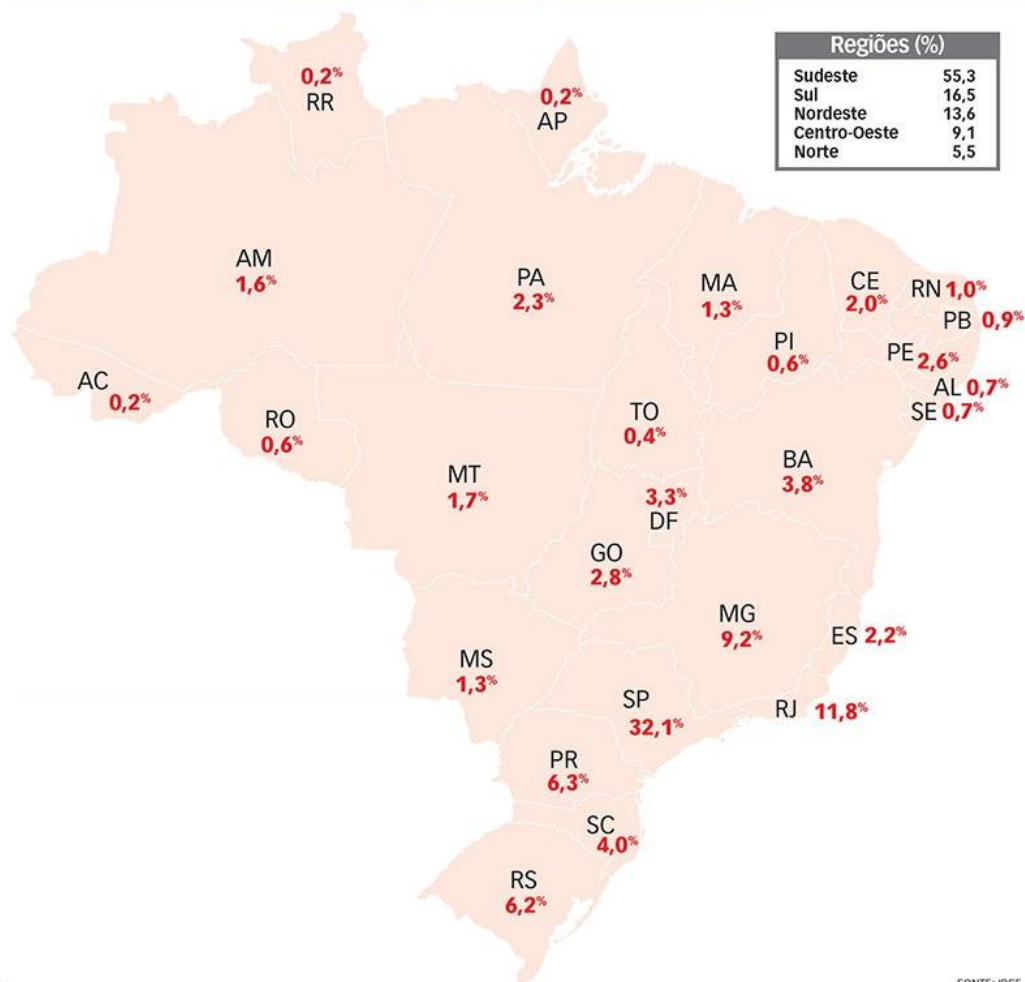 Regiões (%)
Sudeste 55,3
Sul 16,5
Nordeste 13,6
Centro-Oeste 9,1
Norte 5,5
0,2%
RR
0,2%
AP
AM
1,6%
PA
2,3%
MA
1,3%
CE
2,0%
RN 1,0%
PB 0,9%
PI
0,6%
PE 2,6%
AL 0,7%
SE 0,7%
AC
0,2%
RO
0,6%
TO
0,4%
MT
1,7%
BA
3,8%
3,3%
DF
GO
2,8%
MG
9,2%
ES 2,2%
MS
1,3%
SP
32,1%
RJ 11,8%
PR
6,3%
SC
4,0%
RS
6,2%
FONTE: IBGE